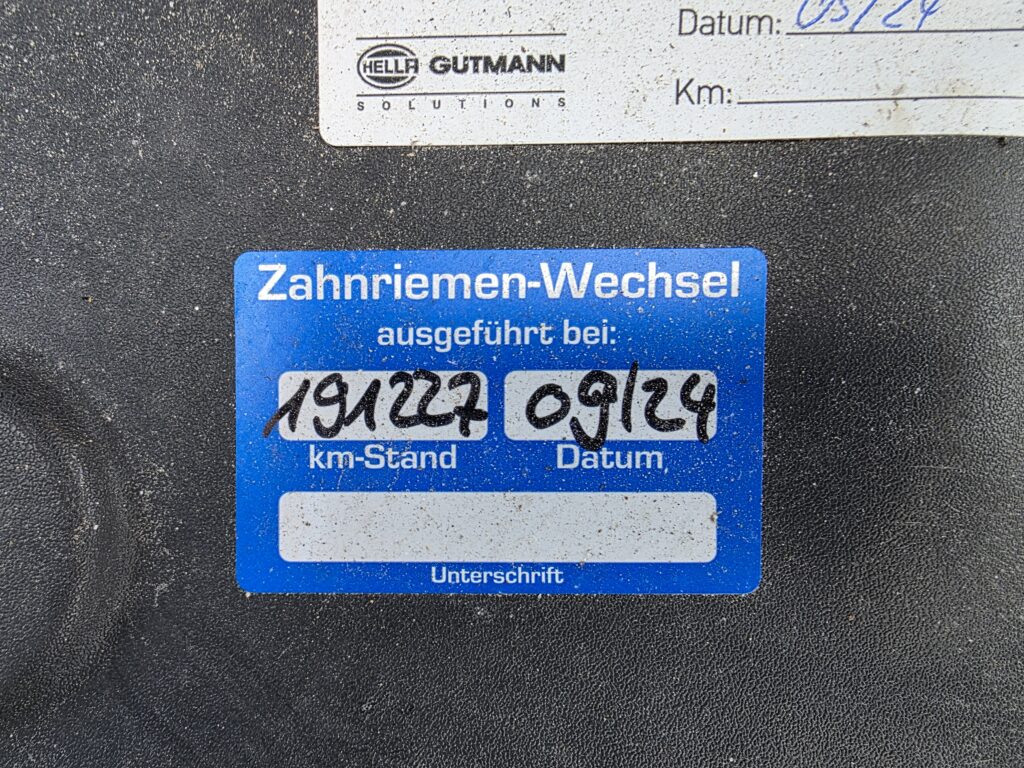 Datum:
HELLA GUTMANN
SOLUTIONS
Km:
Zahnriemen-Wechsel
ausgeführt bei:
191227 09/24
km-Stand Datum
Unterschrift